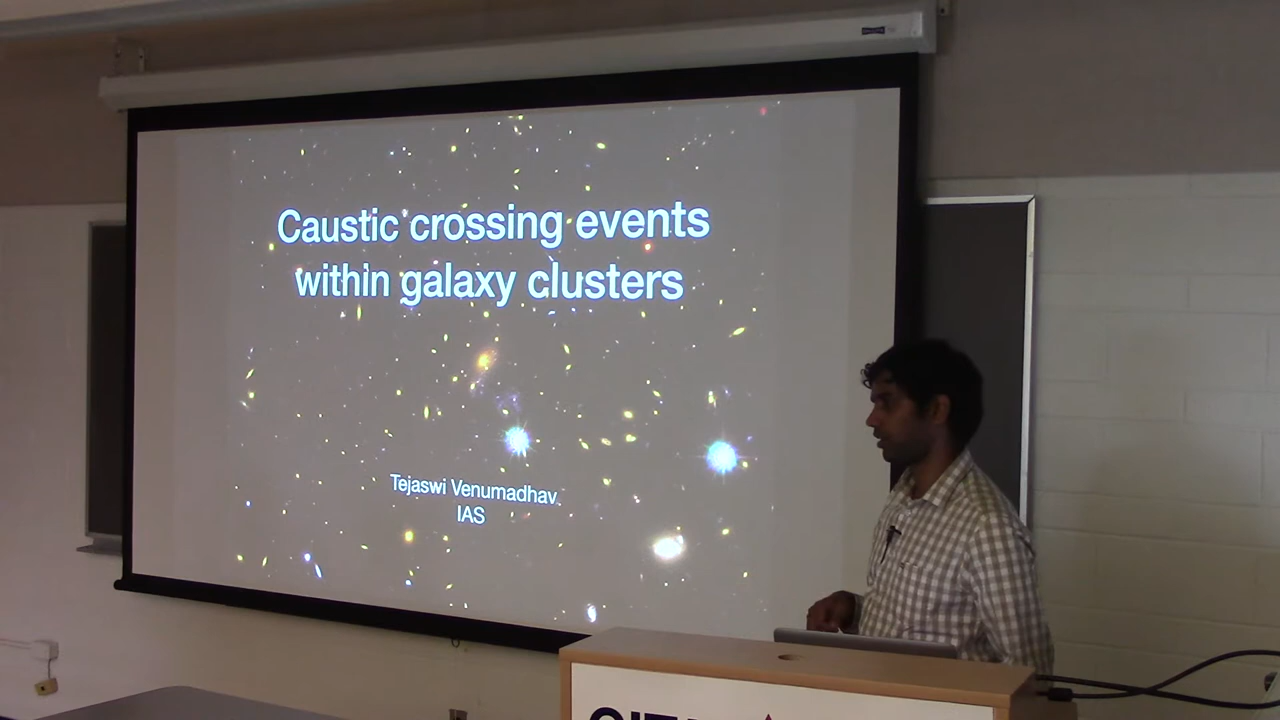 Caustic crossing events
within galaxy clusters
Tejaswi Venumadhav
IAS